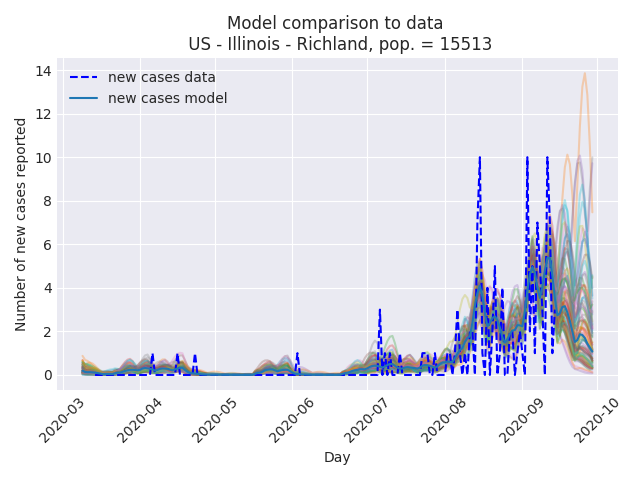 Model comparison to data
US - Illinois - Richland, pop. = 15513
new cases data
new cases model
Number of new cases reported
14
12
10
8
6
4
2
0
2020-03
2020-04
2020-05
2020-06
2020-07
2020-08
2020-09
2020-10
Day